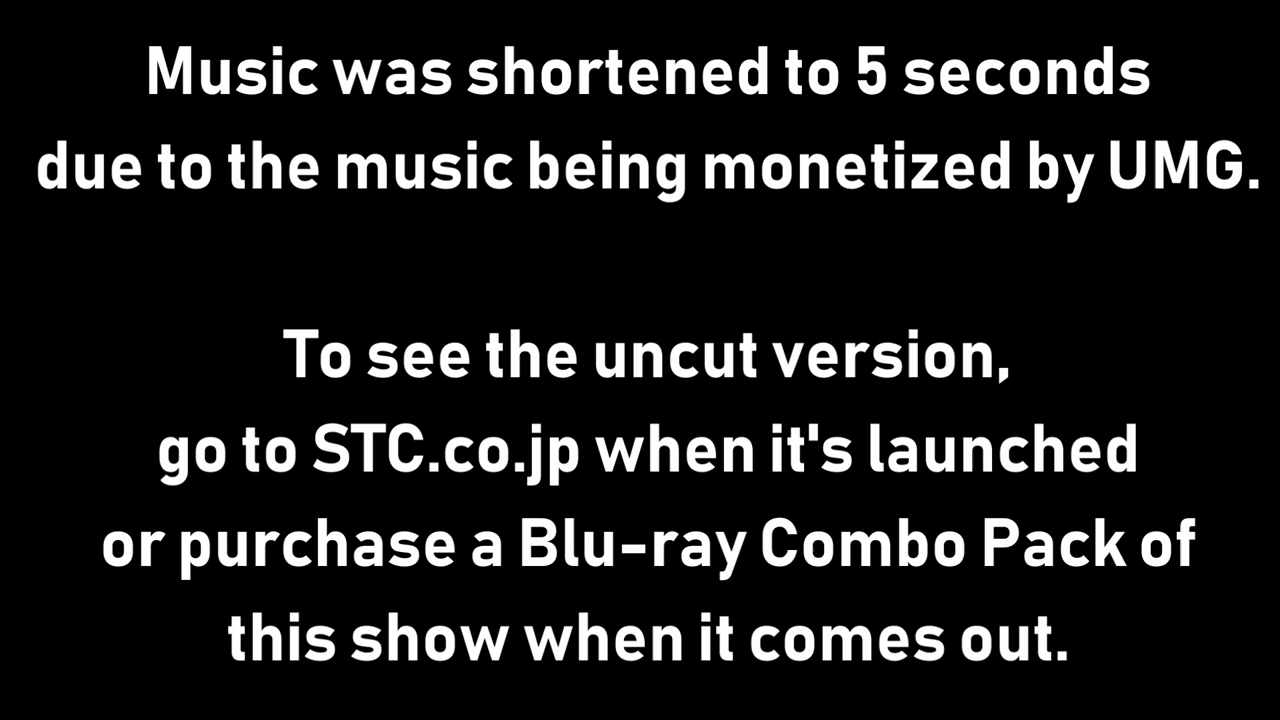 Music was shortened to 5 seconds
due to the music being monetized by UMG.
To see the uncut version,
go to STC.co.jp when it's launched
or purchase a Blu-ray Combo Pack of
this show when it comes out.